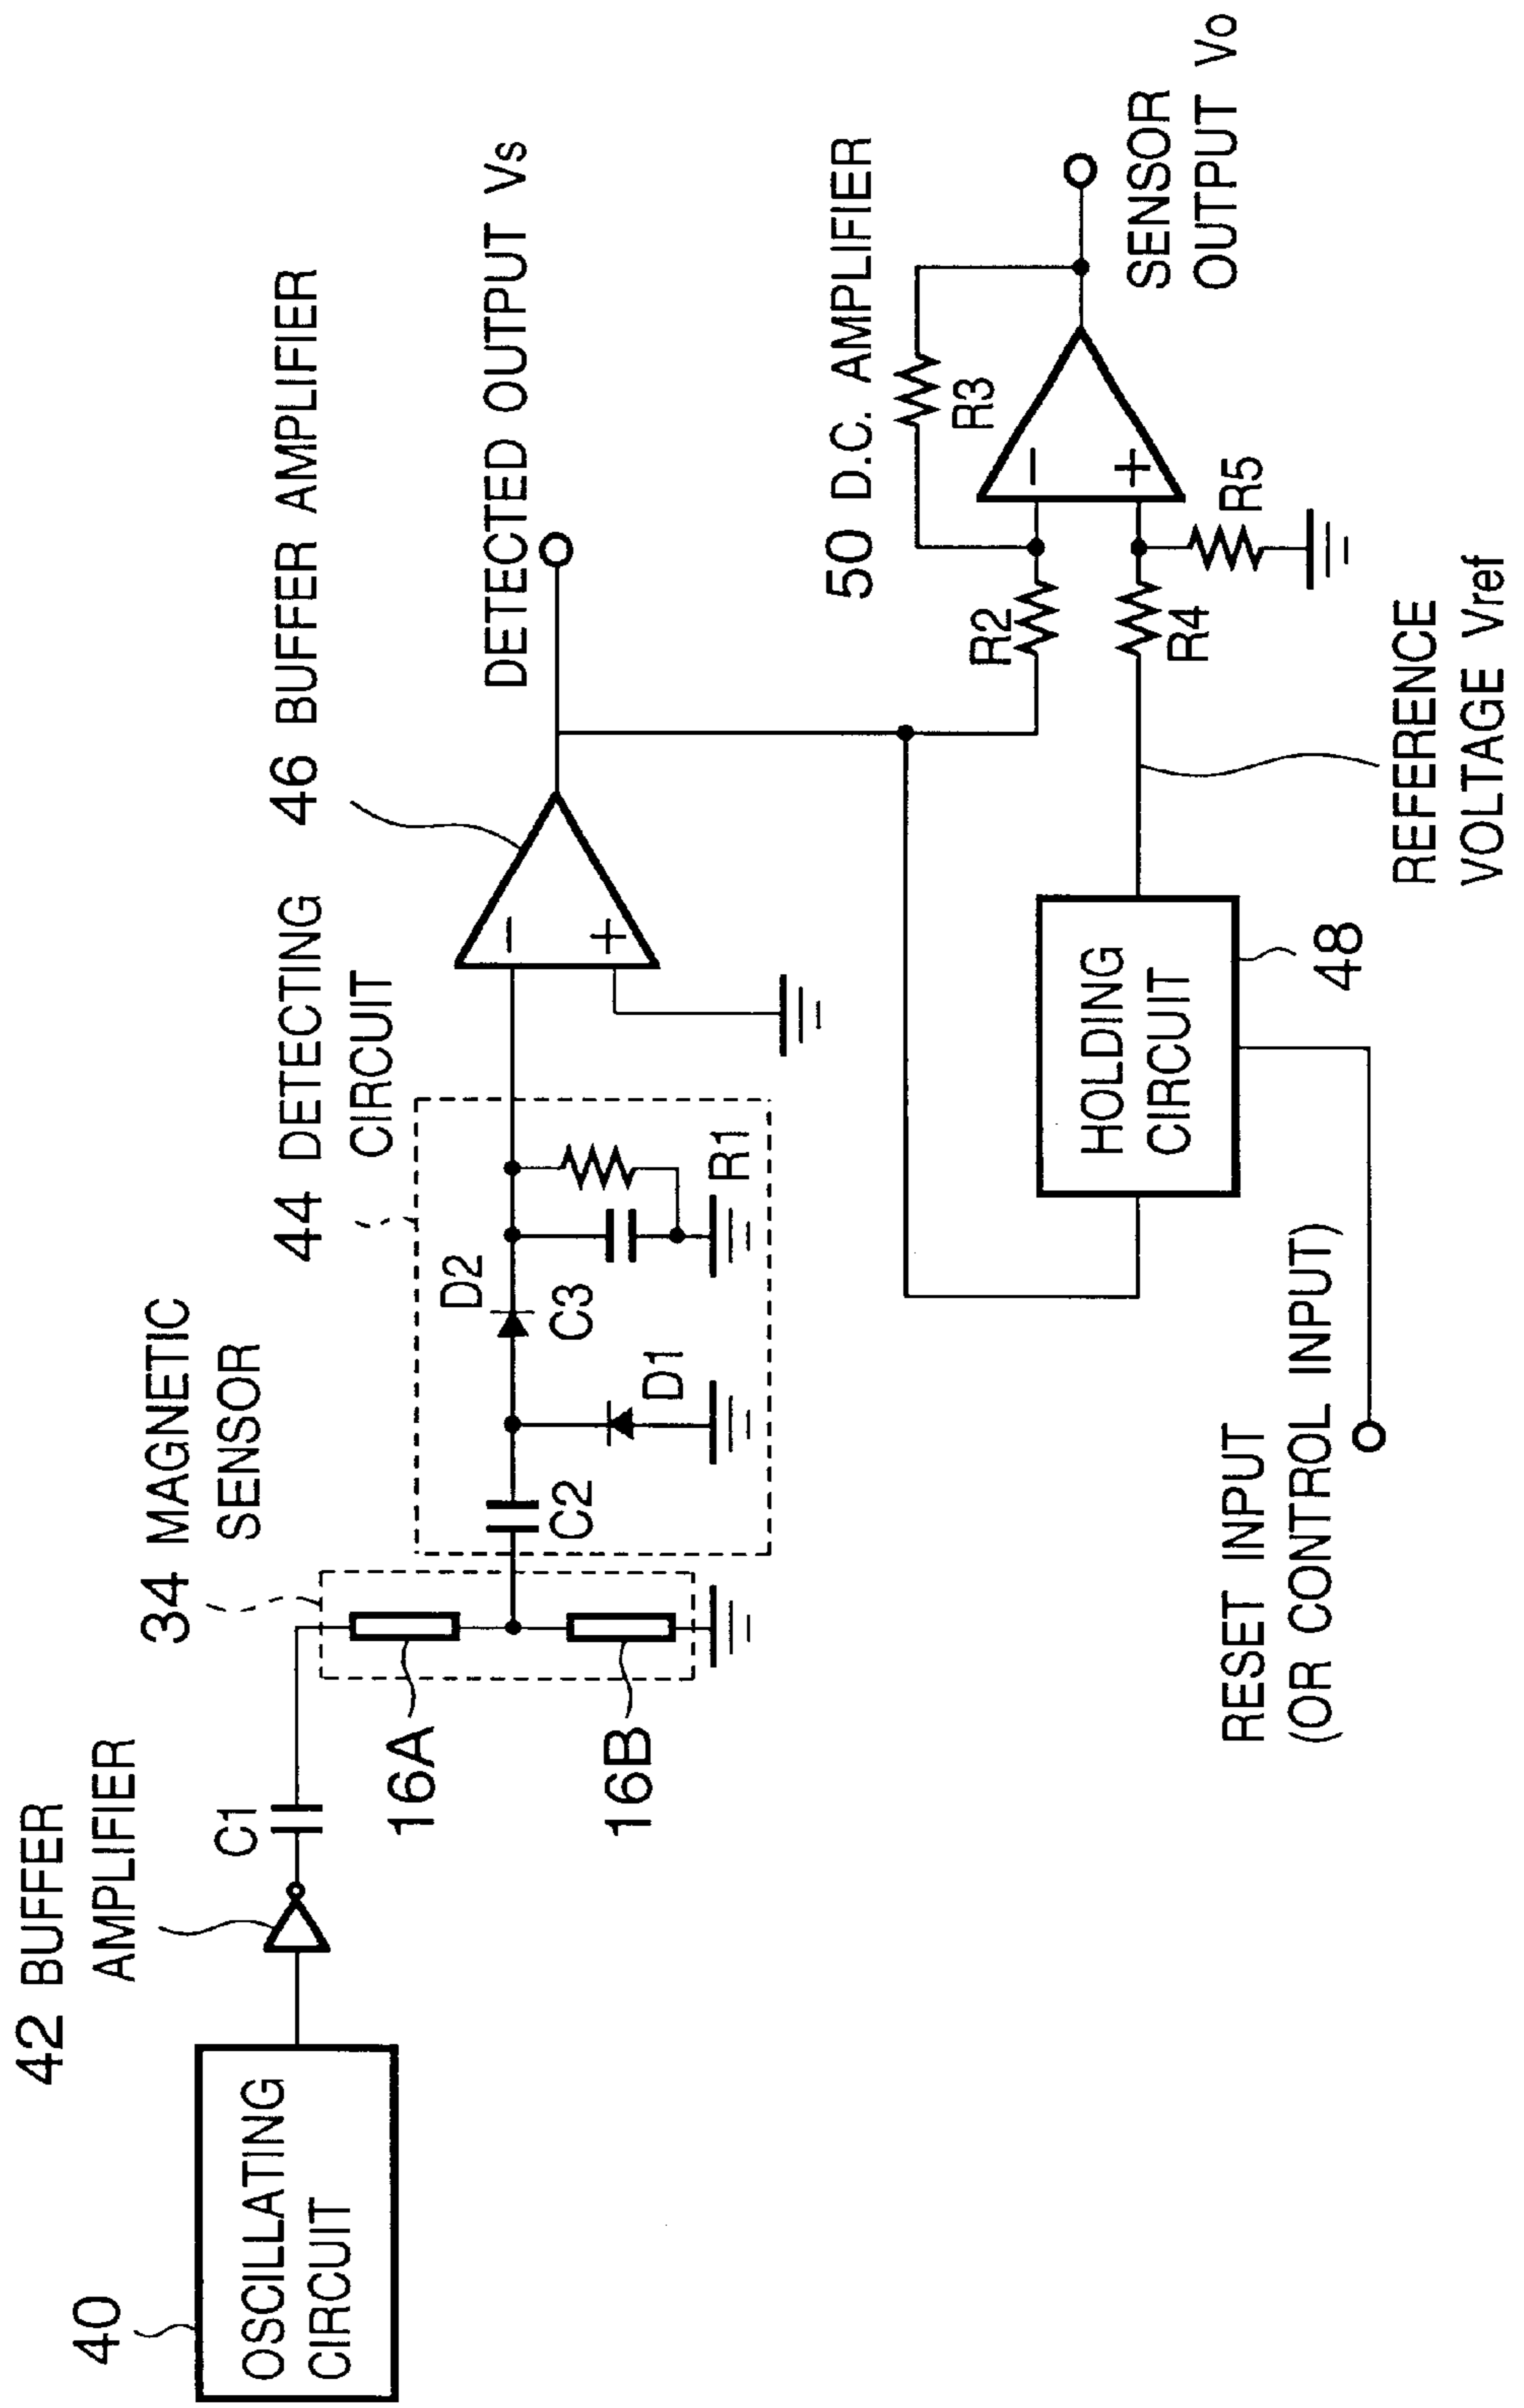 40
OSCILLATING
CIRCUIT
42 BUFFER
AMPLIFIER
C1
34 MAGNETIC
SENSOR
16A
16B
44 DETECTING
CIRCUIT
C2
D1
D2
C3
R1
46 BUFFER AMPLIFIER
−
+
DETECTED OUTPUT Vs
50 D.C. AMPLIFIER
R2
R3
−
+
R4
R5
SENSOR
OUTPUT Vo
HOLDING
CIRCUIT
48
REFERENCE
VOLTAGE Vref
RESET INPUT
(OR CONTROL INPUT)